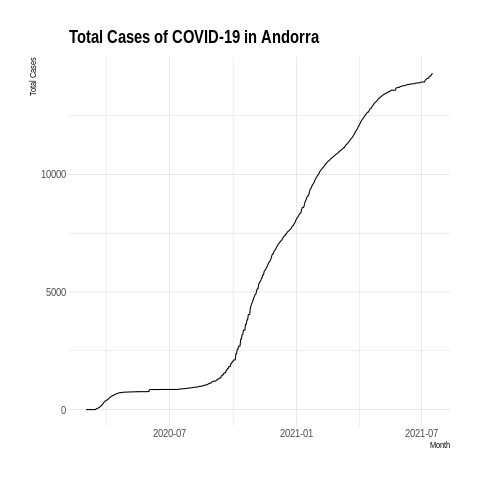 Total Cases of COVID-19 in Andorra
Total Cases
10000
5000
0
2020-07
2021-01
2021-07
Month